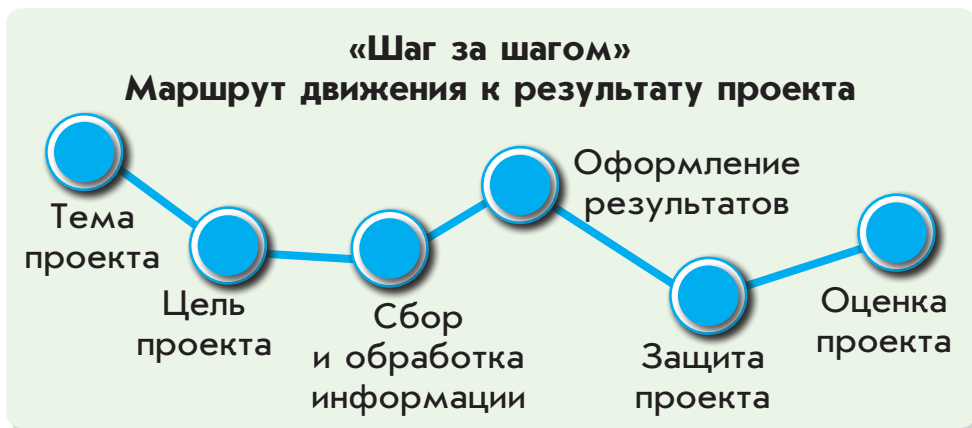 «Шаг за шагом»
Маршрут движения к результату проекта
Тема
проекта
Цель
проекта
Сбор
и обработка
информации
Оформление
результатов
Защита
проекта
Оценка
проекта